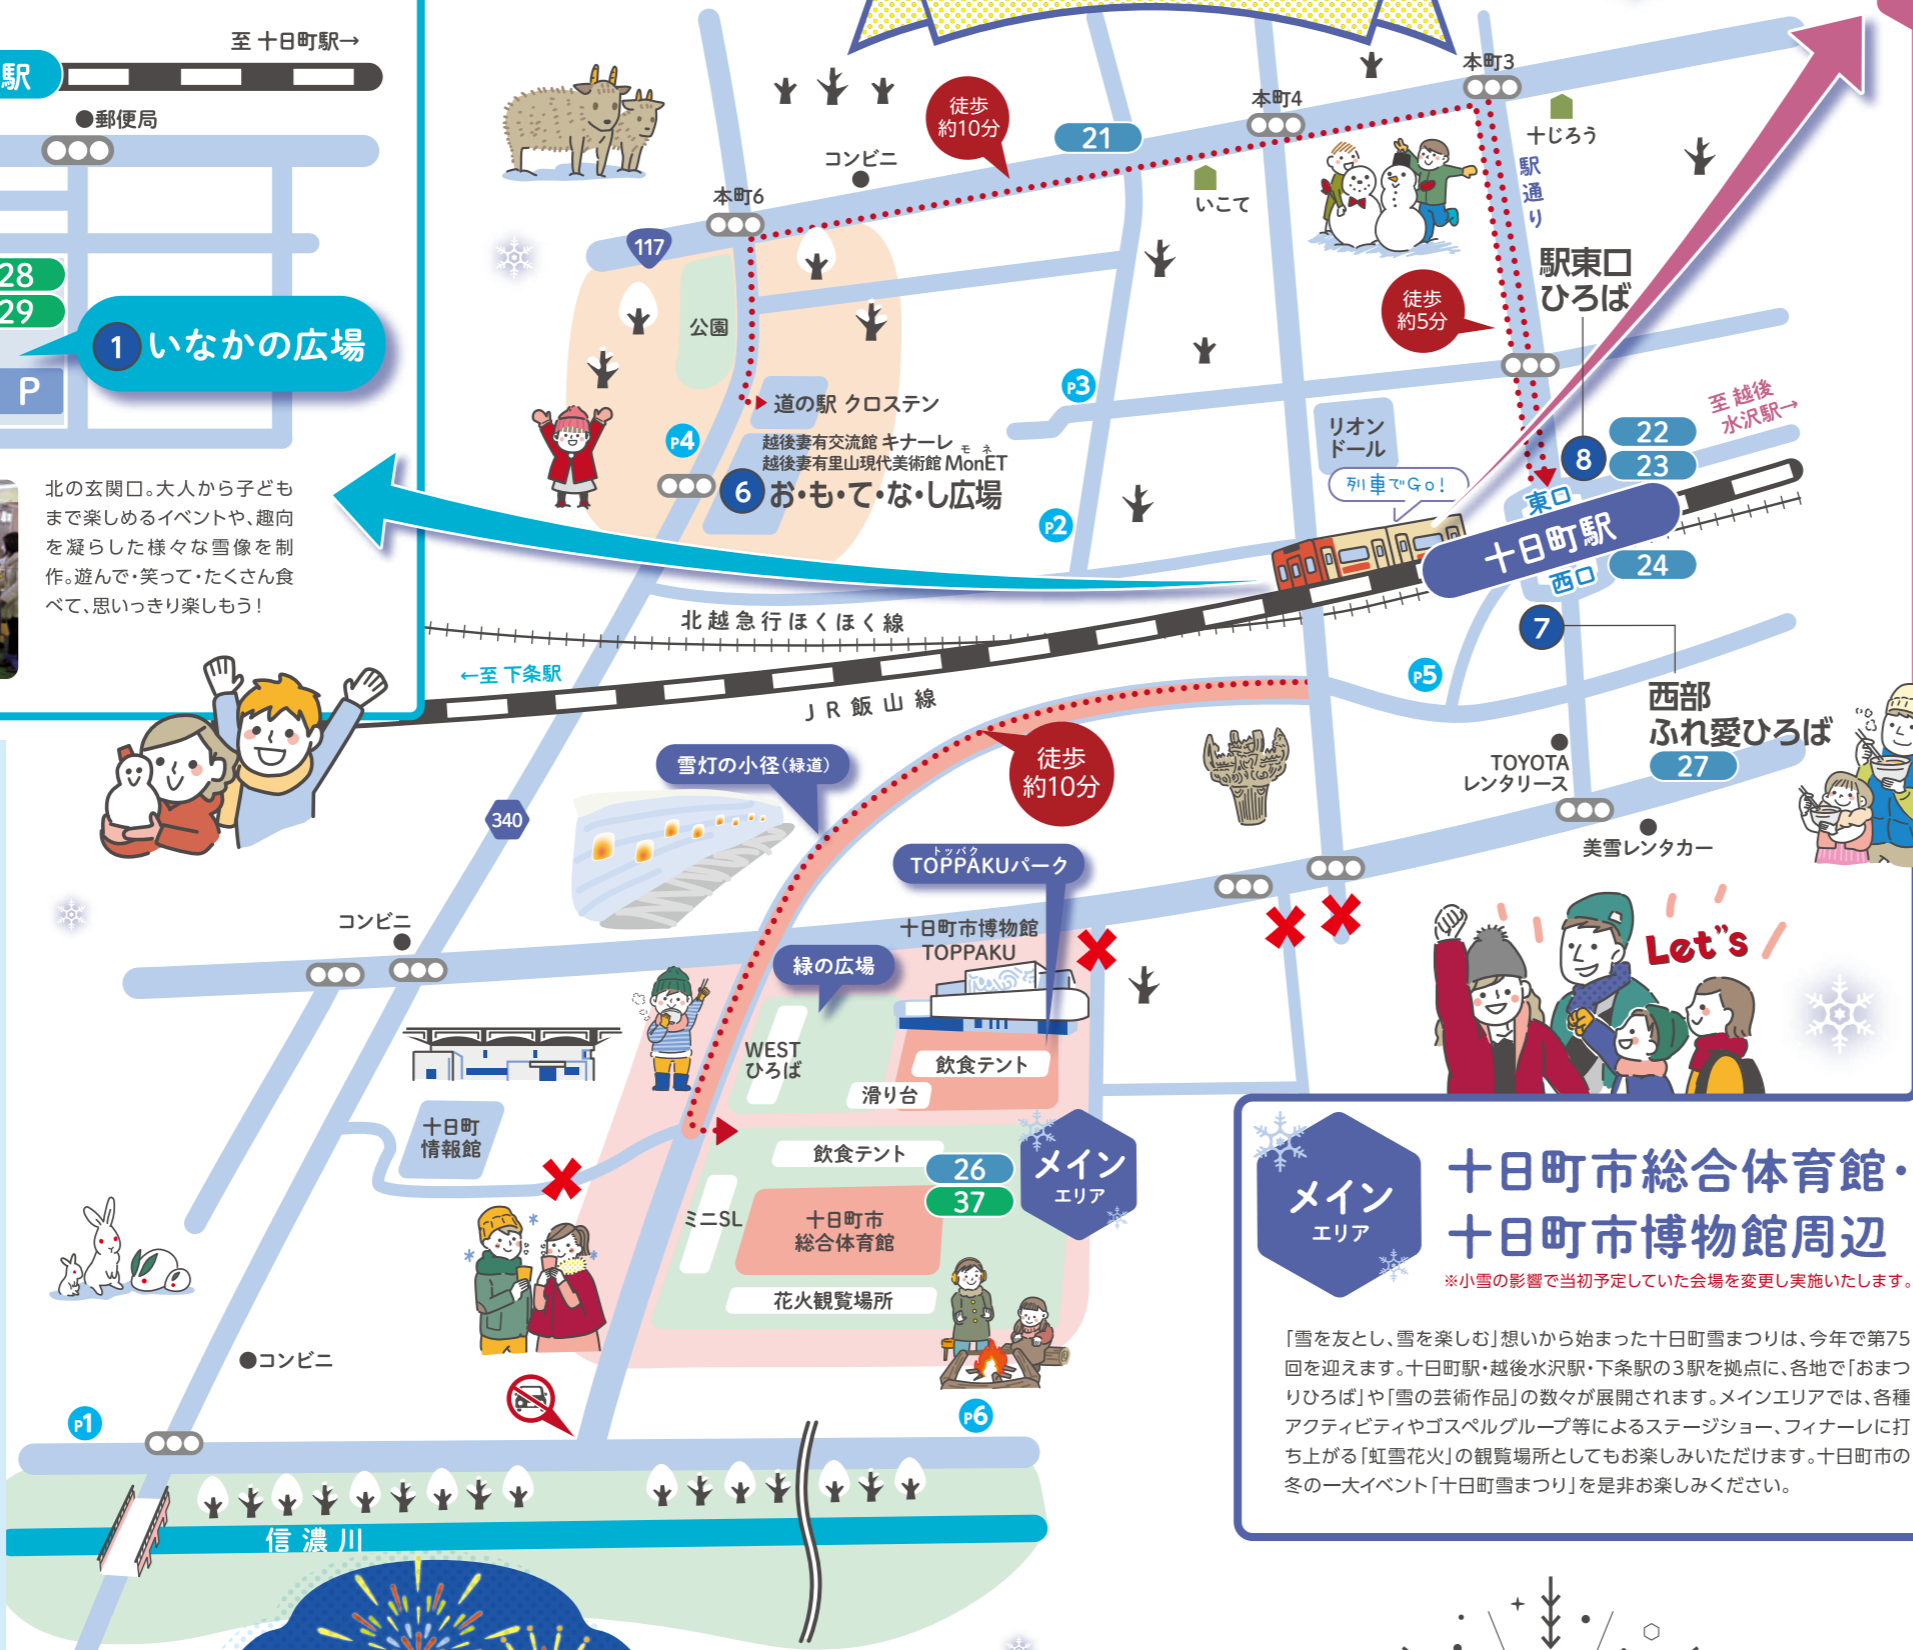 至 十日町駅→
駅
●郵便局
28
29
1 いなかの広場
P
北の玄関口。大人から子ども
まで楽しめるイベントや、趣向
を凝らした様々な雪像を制
作。遊んで・笑って・たくさん食
べて、思いっきり楽しもう!
本町3
本町4
本町6
十じろう
駅通り
いこて
コンビニ
徒歩
約10分
21
117
公園
徒歩
約5分
駅東口
ひろば
P3
道の駅 クロステン
越後妻有交流館 キナーレ
モネ
越後妻有里山現代美術館 MonET
P4
6 お・も・て・な・し広場
P2
リオン
ドール
列車でGo!
8
22
23
至 越後
水沢駅→
東口
十日町駅
西口
24
7
北越急行ほくほく線
←至 下条駅
JR飯山線
P5
西部
ふれ愛ひろば
27
TOYOTA
レンタリース
美雪レンタカー
雪灯の小径(緑道)
徒歩
約10分
340
トッパク
TOPPAKUパーク
コンビニ
十日町市博物館
TOPPAKU
緑の広場
WEST
ひろば
飲食テント
滑り台
十日町
情報館
飲食テント
26
37
メイン
エリア
ミニSL
十日町市
総合体育館
花火観覧場所
●コンビニ
P1
P6
信濃川
Let's
メイン
エリア
十日町市総合体育館・
十日町市博物館周辺
※小雪の影響で当初予定していた会場を変更し実施いたします。
「雪を友とし、雪を楽しむ」想いから始まった十日町雪まつりは、今年で第75
回を迎えます。十日町駅・越後水沢駅・下条駅の3駅を拠点に、各地で「おまつ
りひろば」や「雪の芸術作品」の数々が展開されます。メインエリアでは、各種
アクティビティやゴスペルグループ等によるステージショー、フィナーレに打
ち上がる「虹雪花火」の観覧場所としてもお楽しみいただけます。十日町市の
冬の一大イベント「十日町雪まつり」を是非お楽しみください。